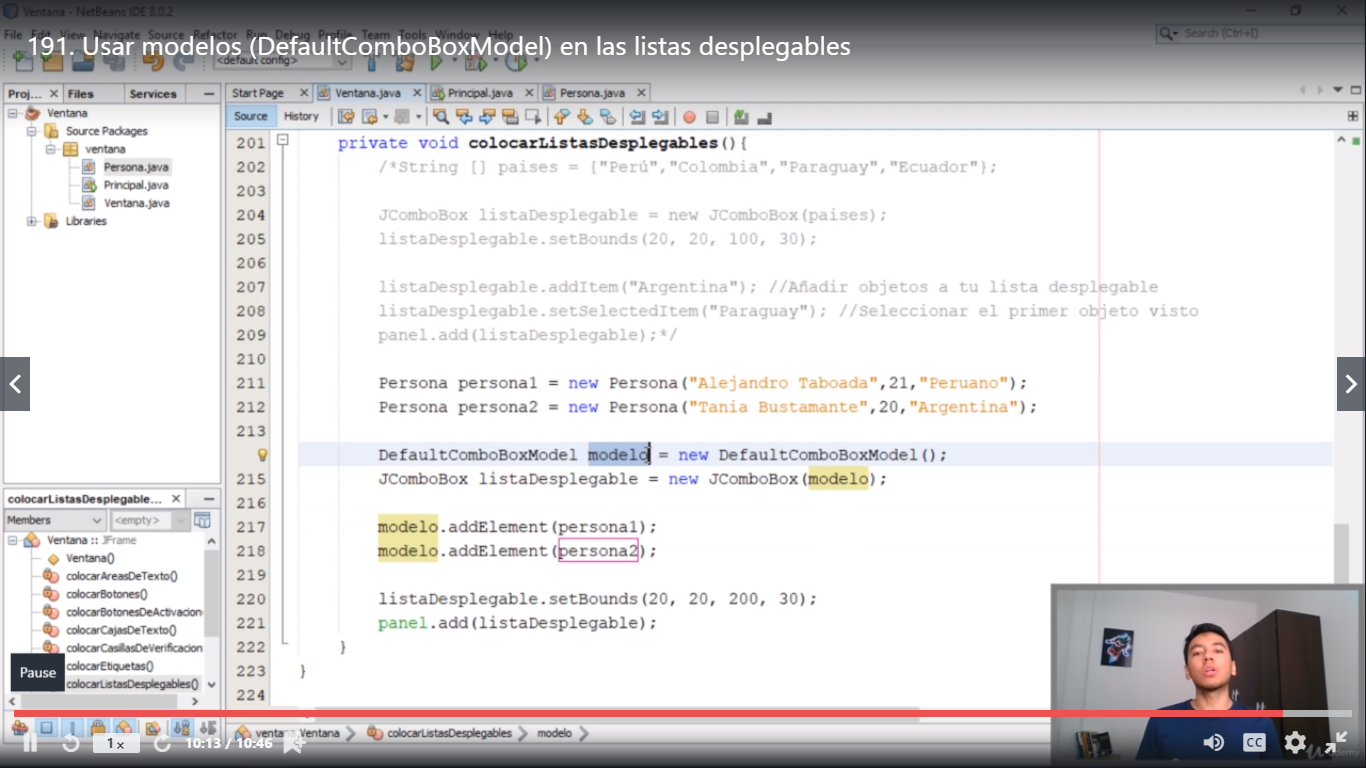 Ventana - NetBeans IDE 8.0.2
File Edit View Navigate Source Refactor Run Debug Profile Team Tools Window Help
191. Usar modelos (DefaultComboBoxModel) en las listas desplegables
Search (Ctrl+I)
<default config>
Proj... Files Services
Start Page Ventana.java Principal.java Persona.java
Source History
Ventana
Source Packages
ventana
Persona.java
Principal.java
Ventana.java
Libraries
201 private void colocarListasDesplegables(){
202 /*String [] paises = {"Perú","Colombia","Paraguay","Ecuador"};
203
204 JComboBox listaDesplegable = new JComboBox(paises);
205 listaDesplegable.setBounds(20, 20, 100, 30);
206
207 listaDesplegable.addItem("Argentina"); //Añadir objetos a tu lista desplegable
208 listaDesplegable.setSelectedItem("Paraguay"); //Seleccionar el primer objeto visto
209 panel.add(listaDesplegable);*/
210
211 Persona persona1 = new Persona("Alejandro Taboada",21,"Peruano");
212 Persona persona2 = new Persona("Tania Bustamante",20,"Argentina");
213
DefaultComboBoxModel modelo = new DefaultComboBoxModel();
215 JComboBox listaDesplegable = new JComboBox(modelo);
216
217 modelo.addElement(persona1);
218 modelo.addElement(persona2);
219
220 listaDesplegable.setBounds(20, 20, 200, 30);
221 panel.add(listaDesplegable);
222 }
223 }
224
colocarListasDesplegable...
Members <empty>
Ventana :: JFrame
Ventana()
colocarAreasDeTexto()
colocarBotones()
colocarBotonesDeActivacion
colocarCajasDeTexto()
colocarCasillasDeVerificacion
colocarEtiquetas()
colocarListasDesplegables()
Pause
ventana.Ventana colocarListasDesplegables modelo
1x 10:13 / 10:46
CC